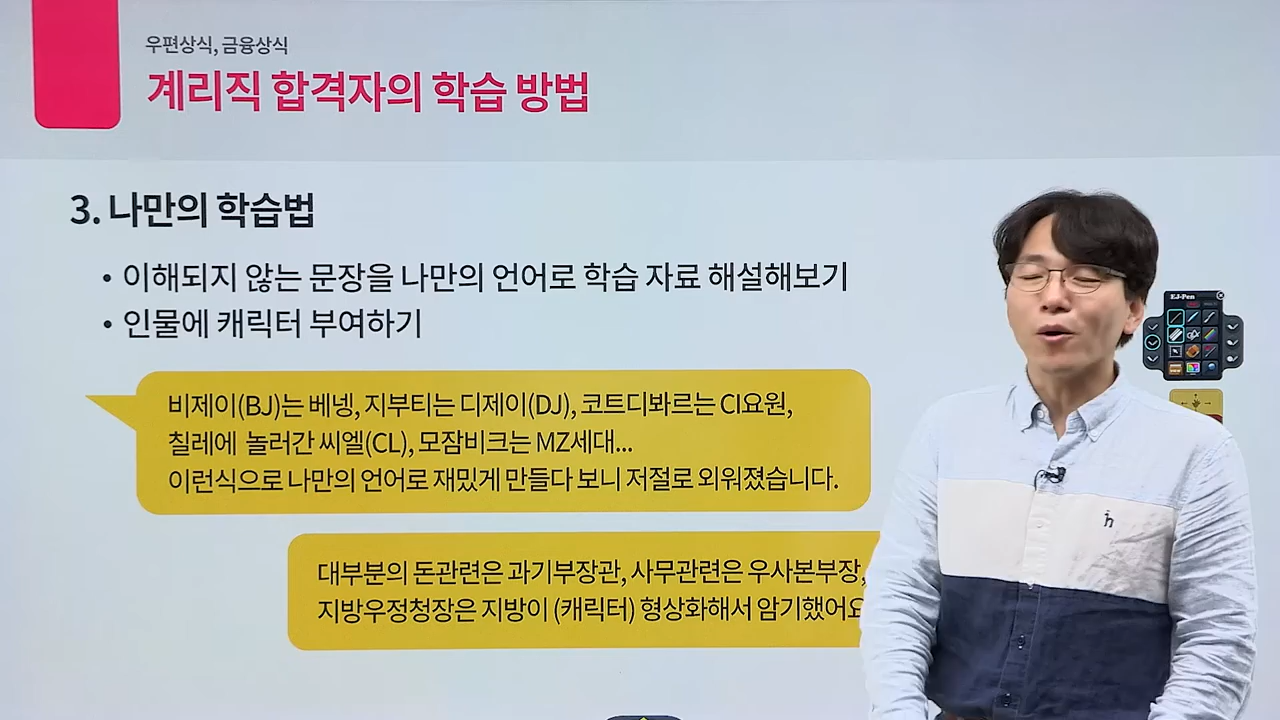 우편상식, 금융상식
계리직 합격자의 학습 방법
3. 나만의 학습법
• 이해되지 않는 문장을 나만의 언어로 학습 자료 해설해보기
• 인물에 캐릭터 부여하기
비제이(BJ)는 베넹, 지부티는 디제이(DJ), 코트디봐르는 CI요원,
칠레에 놀러간 씨엘(CL), 모잠비크는 MZ세대...
이런식으로 나만의 언어로 재밌게 만들다 보니 저절로 외워졌습니다.
대부분의 돈관련은 과기부장관, 사무관련은 우사본부장,
지방우정청장은 지방이 (캐릭터) 형상화해서 암기했어요
EJ-Pen
h